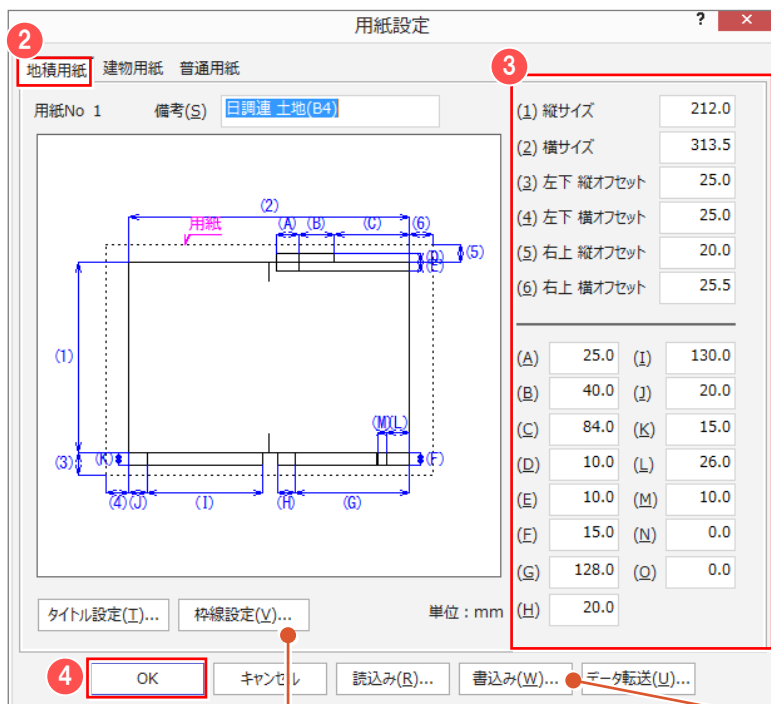 用紙設定
?
×
2
地積用紙 建物用紙 普通用紙
3
用紙No 1 備考(S) 日調連 土地(B4)
用紙
(2)
(A) (B) (C) (6)
(D)
(E)
(5)
(1)
(M)(L)
(3) (K) (F)
(4)(J) (I) (H) (G)
(1) 縦サイズ 212.0
(2) 横サイズ 313.5
(3) 左下 縦オフセット 25.0
(4) 左下 横オフセット 25.0
(5) 右上 縦オフセット 20.0
(6) 右上 横オフセット 25.5
(A) 25.0 (I) 130.0
(B) 40.0 (J) 20.0
(C) 84.0 (K) 15.0
(D) 10.0 (L) 26.0
(E) 10.0 (M) 10.0
(F) 15.0 (N) 0.0
(G) 128.0 (O) 0.0
(H) 20.0
タイトル設定(T)... 枠線設定(V)... 単位：mm
4
OK キャンセル 読込み(R)... 書込み(W)... データ転送(U)...